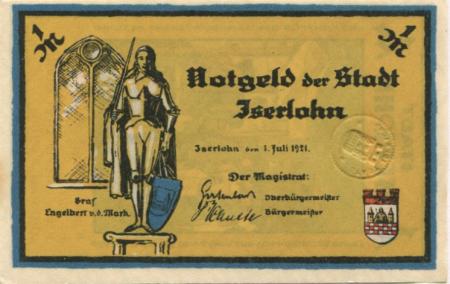 1
M
1
M
Notgeld der Stadt
Iserlohn
Iserlohn den 1. Juli 1921.
Der Magistrat:
Oberbürgermeister
Bürgermeister
Graf
Engelbert v. d. Mark.